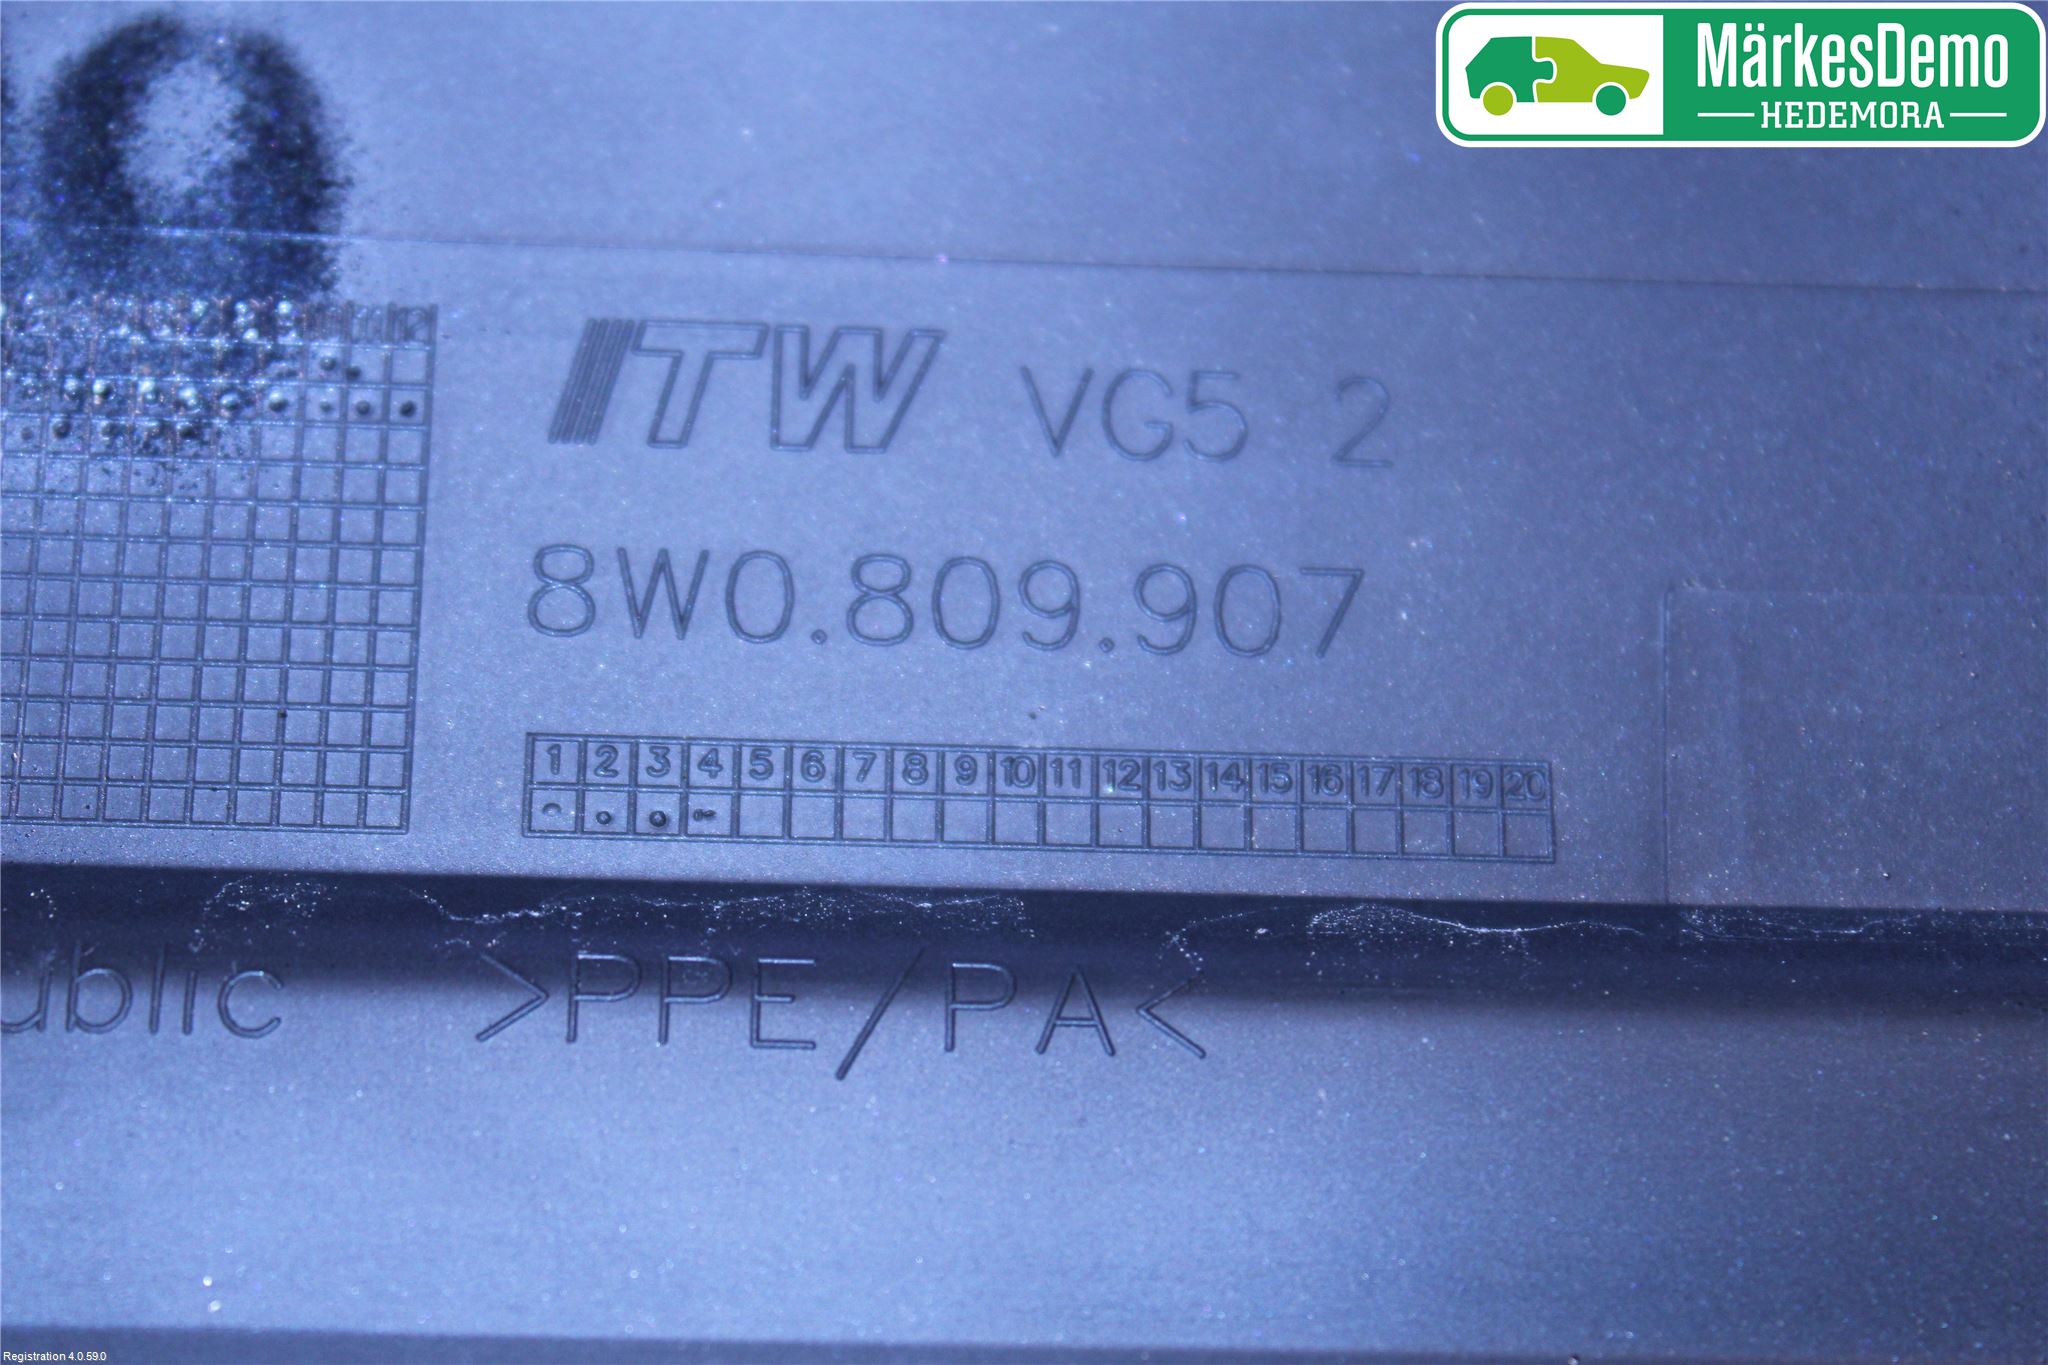 MärkesDemo
HEDEMORA
ITW VG5 2
8W0.809.907
1 2 3 4 5 6 7 8 9 10 11 12 13 14 15 16 17 18 19 20
>PPE/PA<
Registration 4.0.59.0